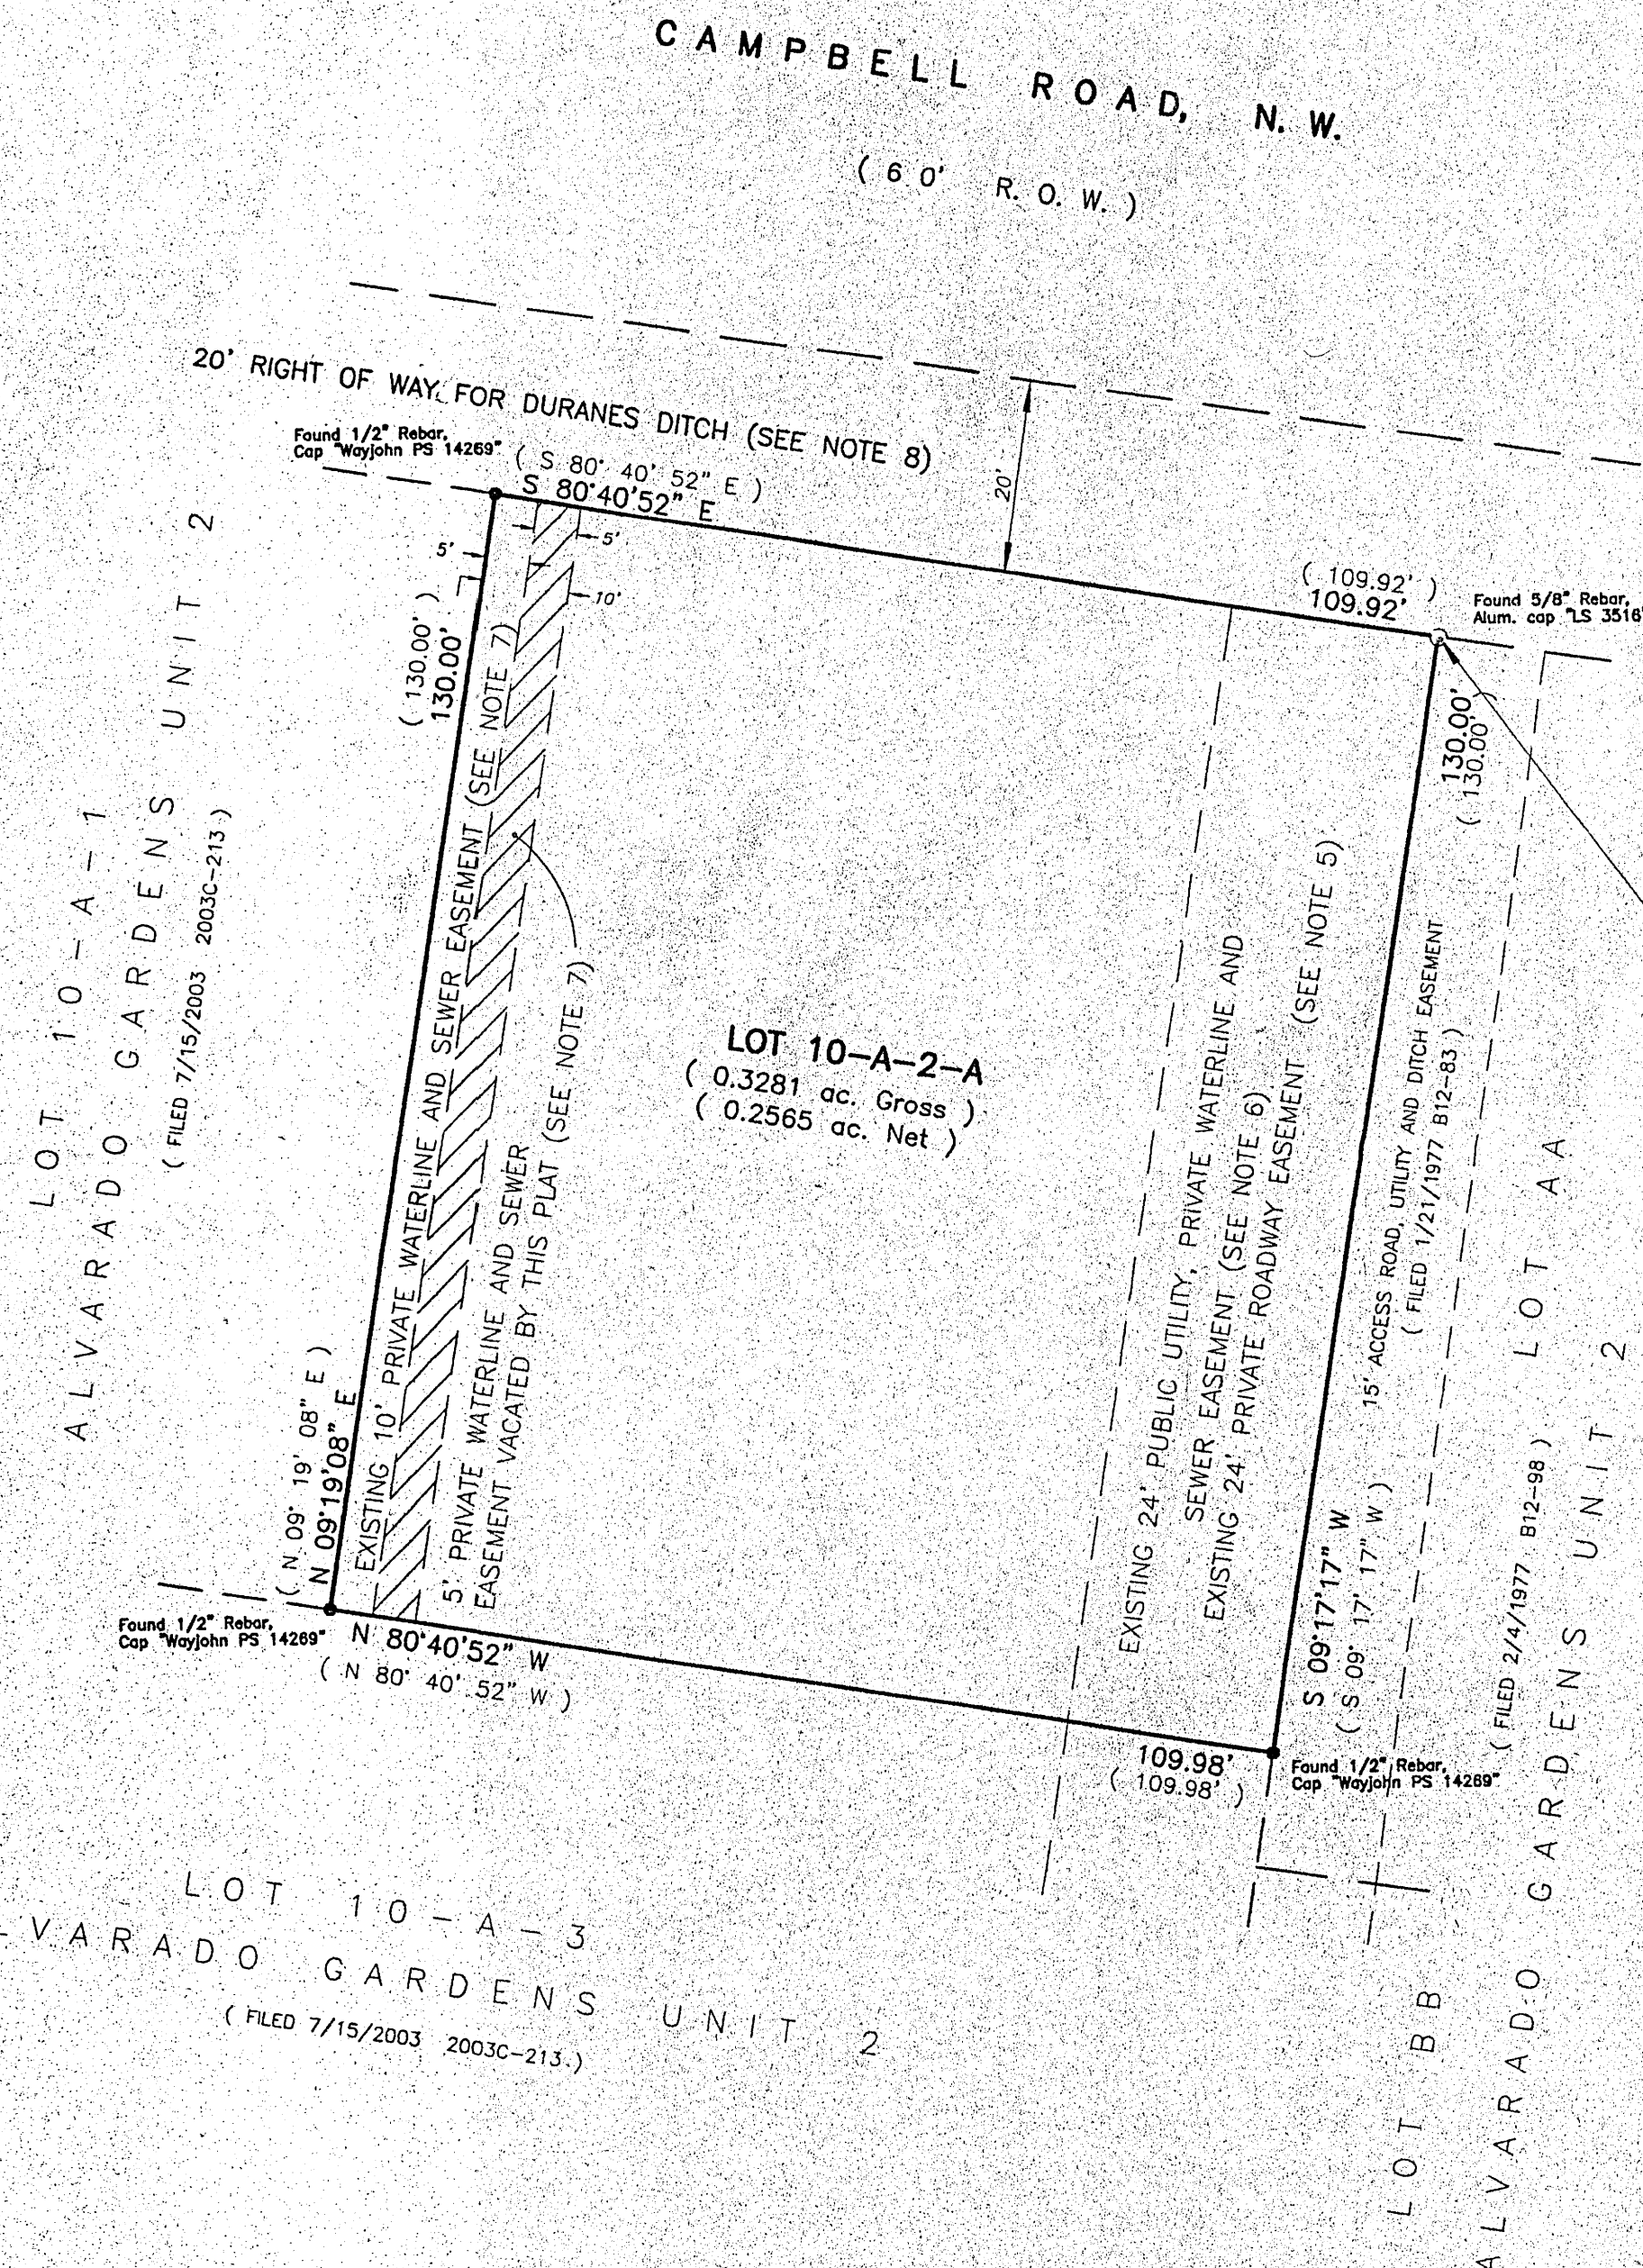 CAMPBELL ROAD, N. W.
( 60' R. O. W. )
20' RIGHT OF WAY FOR DURANES DITCH (SEE NOTE 8)
20'
Found 1/2" Rebar,
Cap "Wayjohn PS 14269"
( S 80° 40' 52" E )
S 80°40'52" E
( 109.92' )
109.92'
Found 5/8" Rebar,
Alum. cap "LS 3516"
5'
5'
10'
( 130.00' )
130.00'
130.00'
( 130.00' )
LOT 10-A-1
ALVARADO GARDENS UNIT 2
( FILED 7/15/2003 2003C-213 )
EXISTING 10' PRIVATE WATERLINE AND SEWER EASEMENT (SEE NOTE 7)
5' PRIVATE WATERLINE AND SEWER
EASEMENT VACATED BY THIS PLAT (SEE NOTE 7)
LOT 10-A-2-A
( 0.3281 ac. Gross )
( 0.2565 ac. Net )
EXISTING 24' PUBLIC UTILITY, PRIVATE WATERLINE AND
SEWER EASEMENT (SEE NOTE 6)
EXISTING 24' PRIVATE ROADWAY EASEMENT (SEE NOTE 5)
15' ACCESS ROAD, UTILITY AND DITCH EASEMENT
( FILED 1/21/1977 B12-83 )
LOT AA
( FILED 2/4/1977 B12-98 )
ALVARADO GARDENS UNIT 2
LOT BB
( N 09° 19' 08" E )
N 09°19'08" E
S 09°17'17" W
( S 09° 17' 17" W )
Found 1/2" Rebar,
Cap "Wayjohn PS 14269"
N 80°40'52" W
( N 80° 40' 52" W )
109.98'
( 109.98' )
Found 1/2" Rebar,
Cap "Wayjohn PS 14269"
LOT 10-A-3
VARADO GARDENS UNIT 2
( FILED 7/15/2003 2003C-213 )